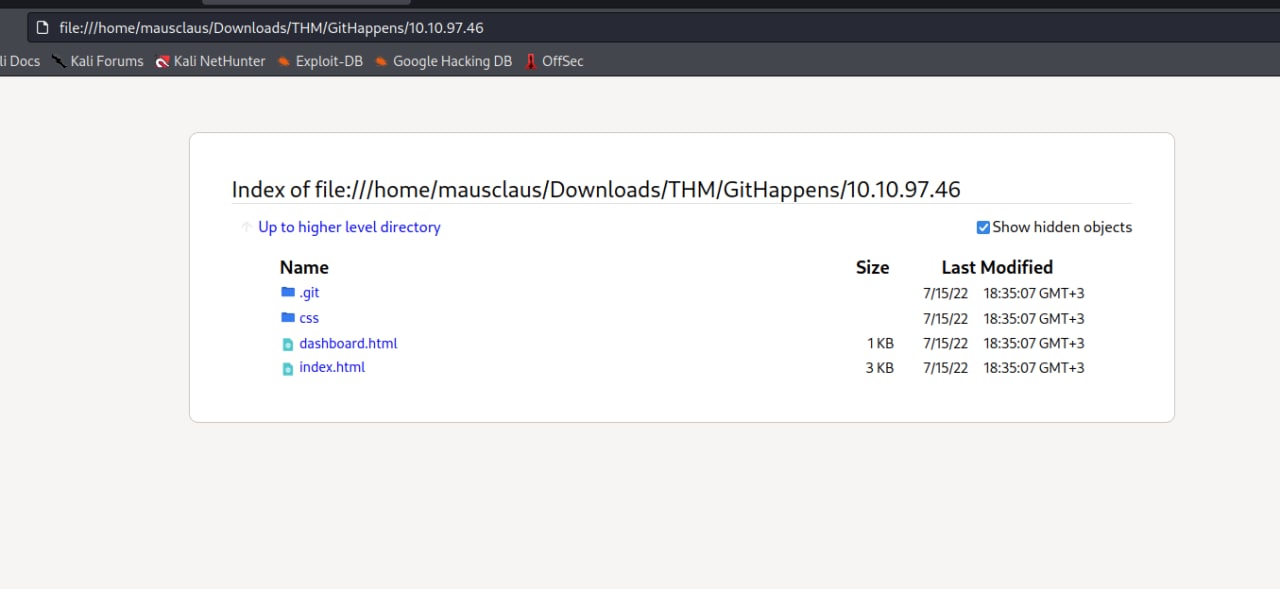 file:///home/mausclaus/Downloads/THM/GitHappens/10.10.97.46
li Docs Kali Forums Kali NetHunter Exploit-DB Google Hacking DB OffSec
Index of file:///home/mausclaus/Downloads/THM/GitHappens/10.10.97.46
Up to higher level directory Show hidden objects
Name Size Last Modified
.git 7/15/22 18:35:07 GMT+3
css 7/15/22 18:35:07 GMT+3
dashboard.html 1 KB 7/15/22 18:35:07 GMT+3
index.html 3 KB 7/15/22 18:35:07 GMT+3